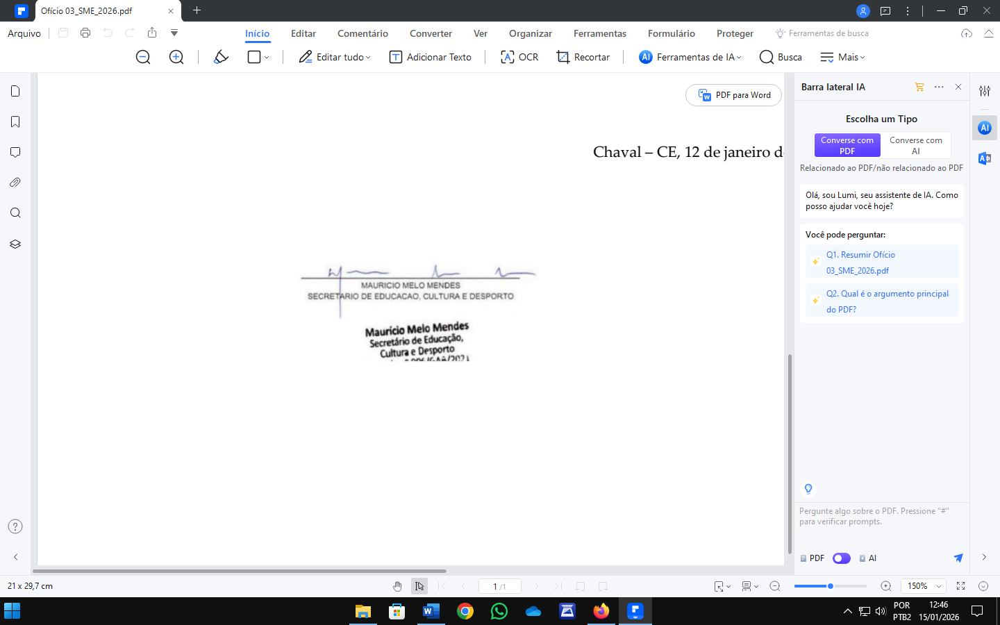 Ofício 03_SME_2026.pdf
Arquivo
Início
Editar
Comentário
Converter
Ver
Organizar
Ferramentas
Formulário
Proteger
Ferramentas de busca
Editar tudo
Adicionar Texto
OCR
Recortar
AI
Ferramentas de IA
Busca
Mais
PDF para Word
Chaval – CE, 12 de janeiro d
MAURICIO MELO MENDES
SECRETARIO DE EDUCACAO, CULTURA E DESPORTO
Maurício Melo Mendes
Secretário de Educação,
Cultura e Desporto
Barra lateral IA
Escolha um Tipo
Converse com PDF
Converse com AI
Relacionado ao PDF/não relacionado ao PDF
Olá, sou Lumi, seu assistente de IA. Como
posso ajudar você hoje?
Você pode perguntar:
Q1. Resumir Ofício
03_SME_2026.pdf
Q2. Qual é o argumento principal
do PDF?
Pergunte algo sobre o PDF. Pressione "#"
para verificar prompts.
PDF
AI
AI
21 x 29,7 cm
1 /1
150%
POR
PTB2
12:46
15/01/2026